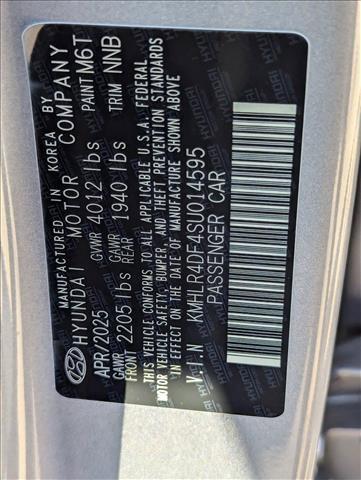 MANUFACTURED IN KOREA BY
HYUNDAI MOTOR COMPANY
APR/2025 GVWR 4012 lbs PAINT M6T
GAWR FRONT 2205 lbs GAWR REAR 1940 lbs TRIM NNB
THIS VEHICLE CONFORMS TO ALL APPLICABLE U.S.A. FEDERAL
MOTOR VEHICLE SAFETY, BUMPER, AND THEFT PREVENTION STANDARDS
IN EFFECT ON THE DATE OF MANUFACTURE SHOWN ABOVE
V.I.N KMHLR4DF4SU014595
PASSENGER CAR